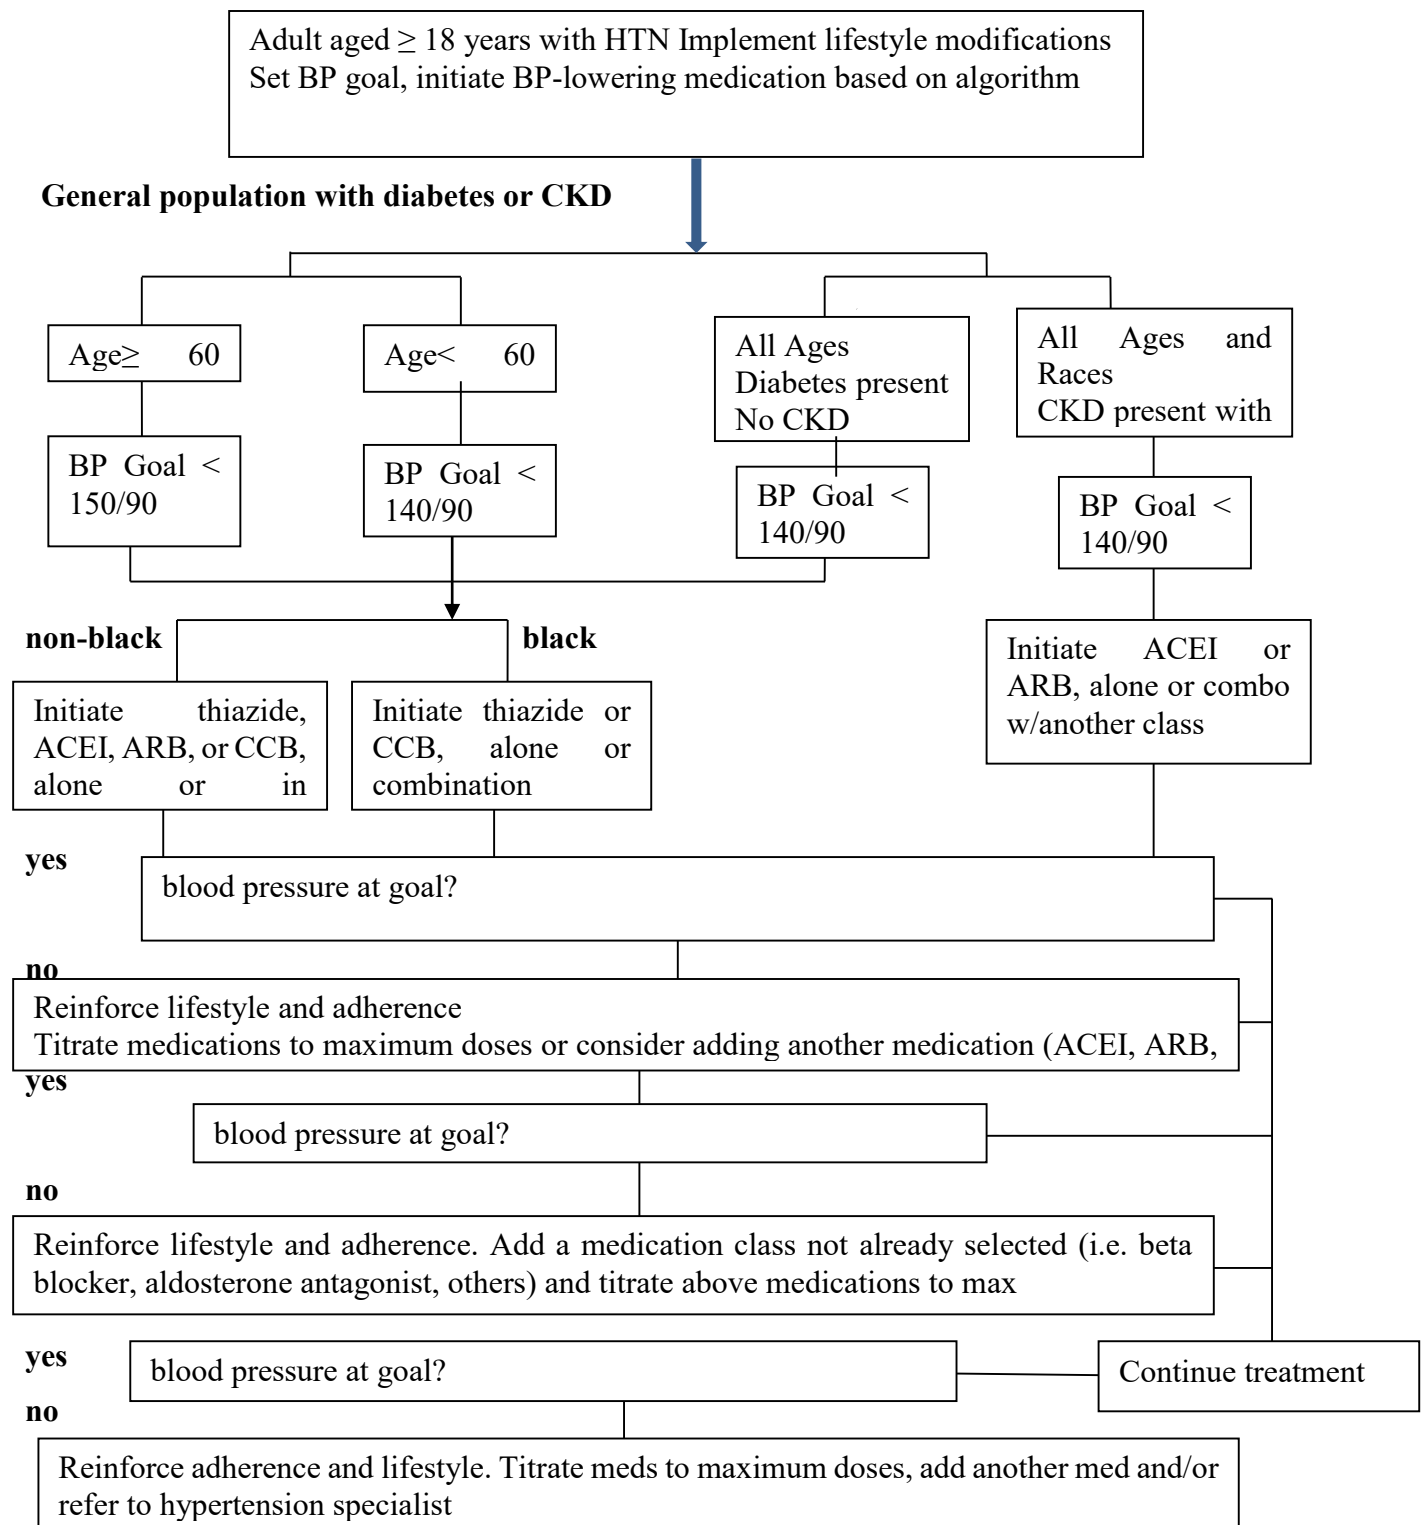 Adult aged ≥ 18 years with HTN Implement lifestyle modifications
Set BP goal, initiate BP-lowering medication based on algorithm
General population with diabetes or CKD
Age≥ 60
Age< 60
All Ages
Diabetes present
No CKD
All Ages and
Races
CKD present with
BP Goal <
150/90
BP Goal <
140/90
BP Goal <
140/90
BP Goal <
140/90
non-black
black
Initiate thiazide,
ACEI, ARB, or CCB,
alone or in
Initiate thiazide or
CCB, alone or
combination
Initiate ACEI or
ARB, alone or combo
w/another class
yes
blood pressure at goal?
no
Reinforce lifestyle and adherence
Titrate medications to maximum doses or consider adding another medication (ACEI, ARB,
yes
blood pressure at goal?
no
Reinforce lifestyle and adherence. Add a medication class not already selected (i.e. beta
blocker, aldosterone antagonist, others) and titrate above medications to max
yes
blood pressure at goal?
Continue treatment
no
Reinforce adherence and lifestyle. Titrate meds to maximum doses, add another med and/or
refer to hypertension specialist